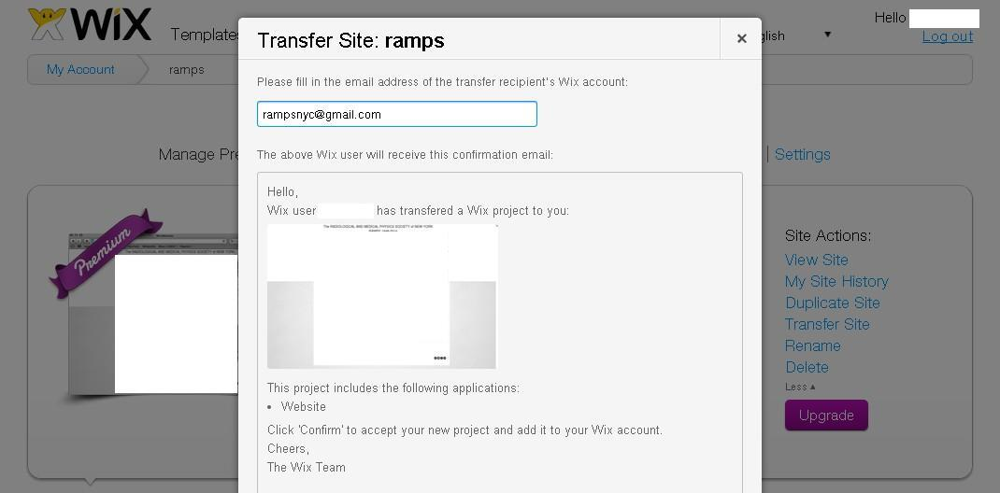 WiX
Hello
Templates
glish
Log out
My Account
ramps
Transfer Site: ramps
×
Please fill in the email address of the transfer recipient's Wix account:
rampsnyc@gmail.com
The above Wix user will receive this confirmation email:
Manage Pre
| Settings
Hello,
Wix user has transfered a Wix project to you:
The RADIOLOGICAL AND MEDICAL PHYSICS SOCIETY of NEW YORK
Premium
This project includes the following applications:
• Website
Click 'Confirm' to accept your new project and add it to your Wix account.
Cheers,
The Wix Team
Site Actions:
View Site
My Site History
Duplicate Site
Transfer Site
Rename
Delete
Less ▲
Upgrade